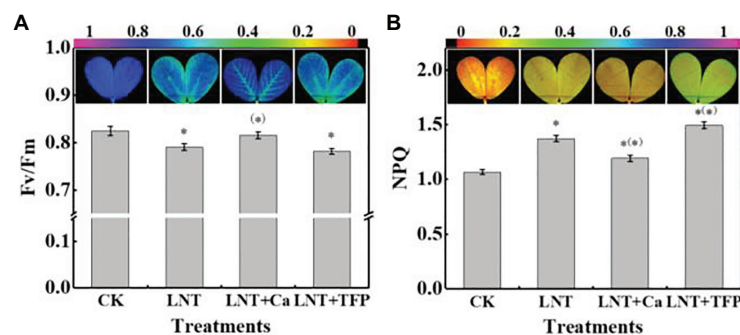 A
1 0.8 0.6 0.4 0.2 0
1.0
0.9
0.8
0.7
0.1
0.0
Fv/Fm
*
(*)
*
CK LNT LNT+Ca LNT+TFP
Treatments
B
0 0.2 0.4 0.6 0.8 1
2.0
1.5
1.0
0.5
0.0
NPQ
*
*(*)
*(*)
CK LNT LNT+Ca LNT+TFP
Treatments